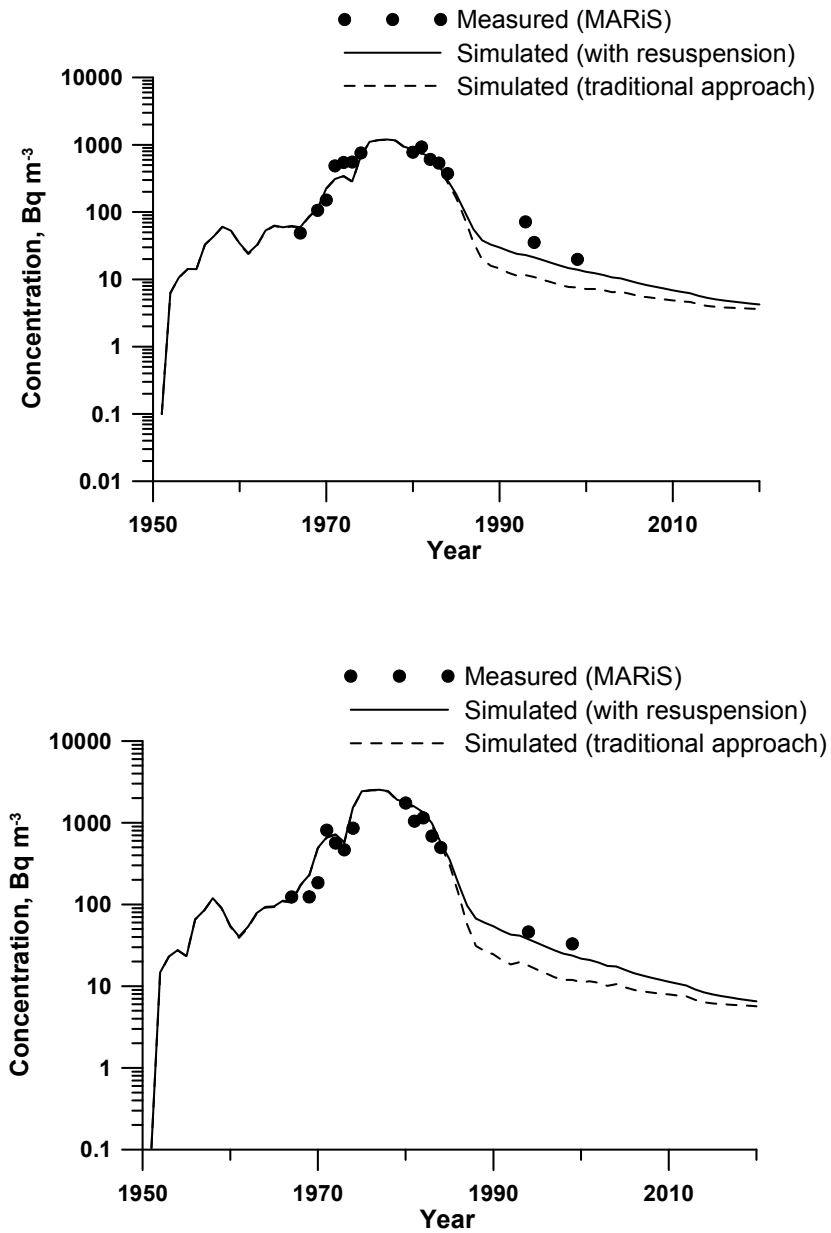 Measured (MARiS)
Simulated (with resuspension)
Simulated (traditional approach)
10000
1000
100
10
1
0.1
0.01
Concentration, Bq m-3
1950
1970
1990
2010
Year
Measured (MARiS)
Simulated (with resuspension)
Simulated (traditional approach)
10000
1000
100
10
1
0.1
Concentration, Bq m-3
1950
1970
1990
2010
Year